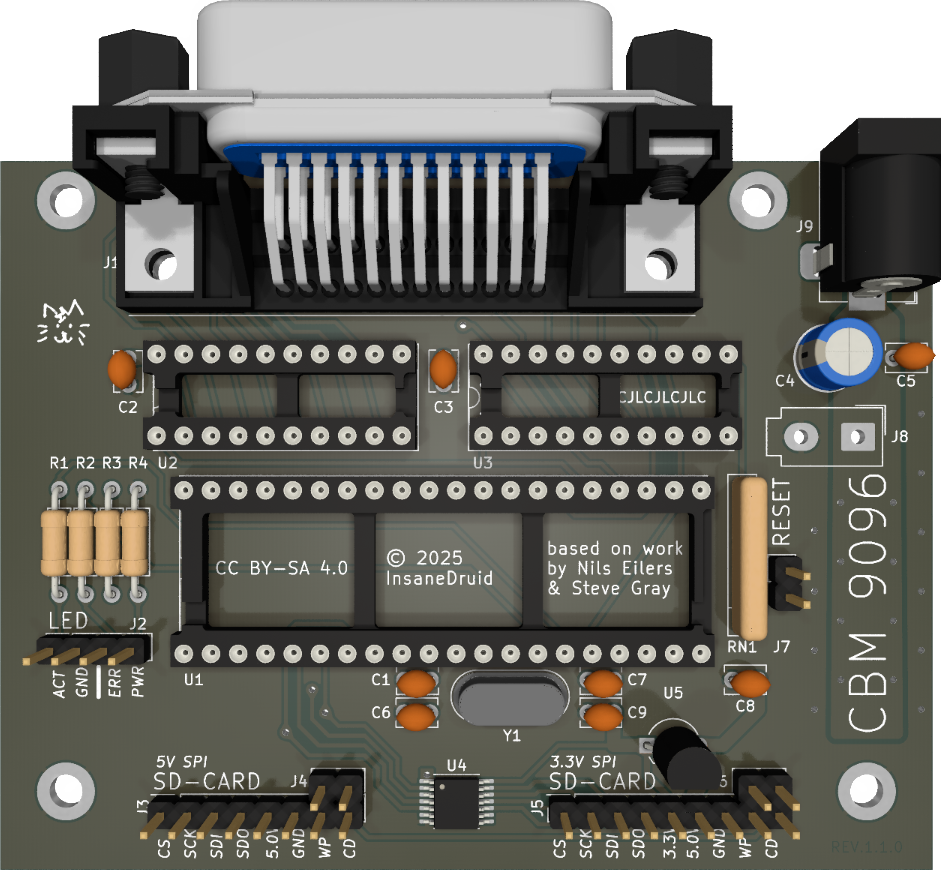 J1
J9
C2
C3
CJLCJLCJLC
C4
C5
U2
U3
J8
R1 R2 R3 R4
RESET
CC BY-SA 4.0
© 2025
InsaneDruid
based on work
by Nils Eilers
& Steve Gray
CBM 9096
LED
J2
RN1
J7
ACT
GND
ERR
PWR
U1
C1
C7
C6
C9
U5
C8
Y1
5V SPI
SD-CARD
J4
U4
3.3V SPI
SD-CARD
6
J3
J5
CS
SCK
SDI
SDO
5.0V
GND
WP
CD
CS
SCK
SDI
SDO
3.3V
5.0V
GND
WP
CD
REV.1.1.0